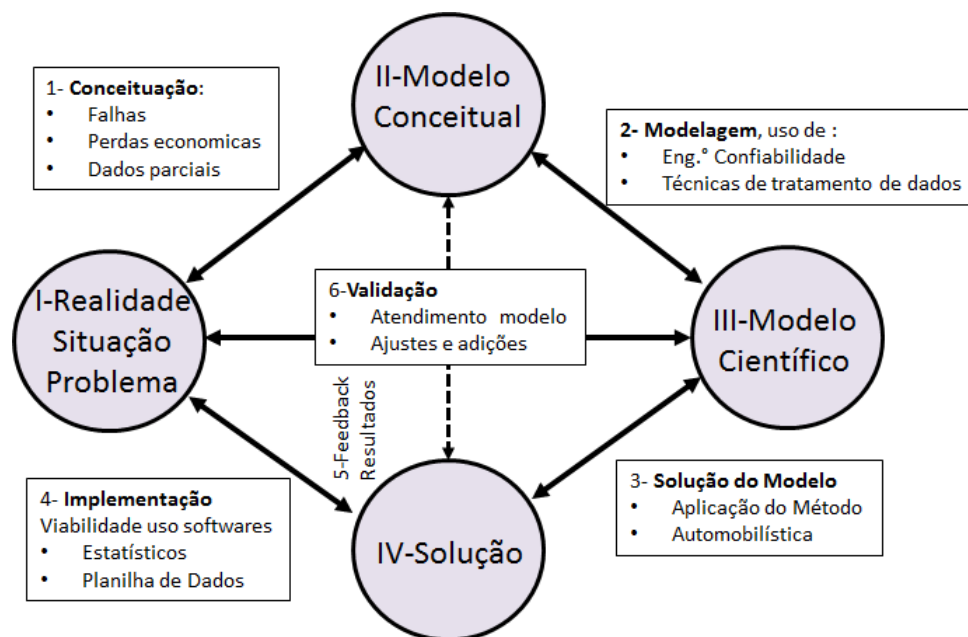 II-Modelo
Conceitual
1- Conceituação:
• Falhas
• Perdas economicas
• Dados parciais
2- Modelagem, uso de :
• Eng.° Confiabilidade
• Técnicas de tratamento de dados
I-Realidade
Situação
Problema
6-Validação
• Atendimento modelo
• Ajustes e adições
III-Modelo
Científico
5-Feedback
Resultados
4- Implementação
Viabilidade uso softwares
• Estatísticos
• Planilha de Dados
IV-Solução
3- Solução do Modelo
• Aplicação do Método
• Automobilística